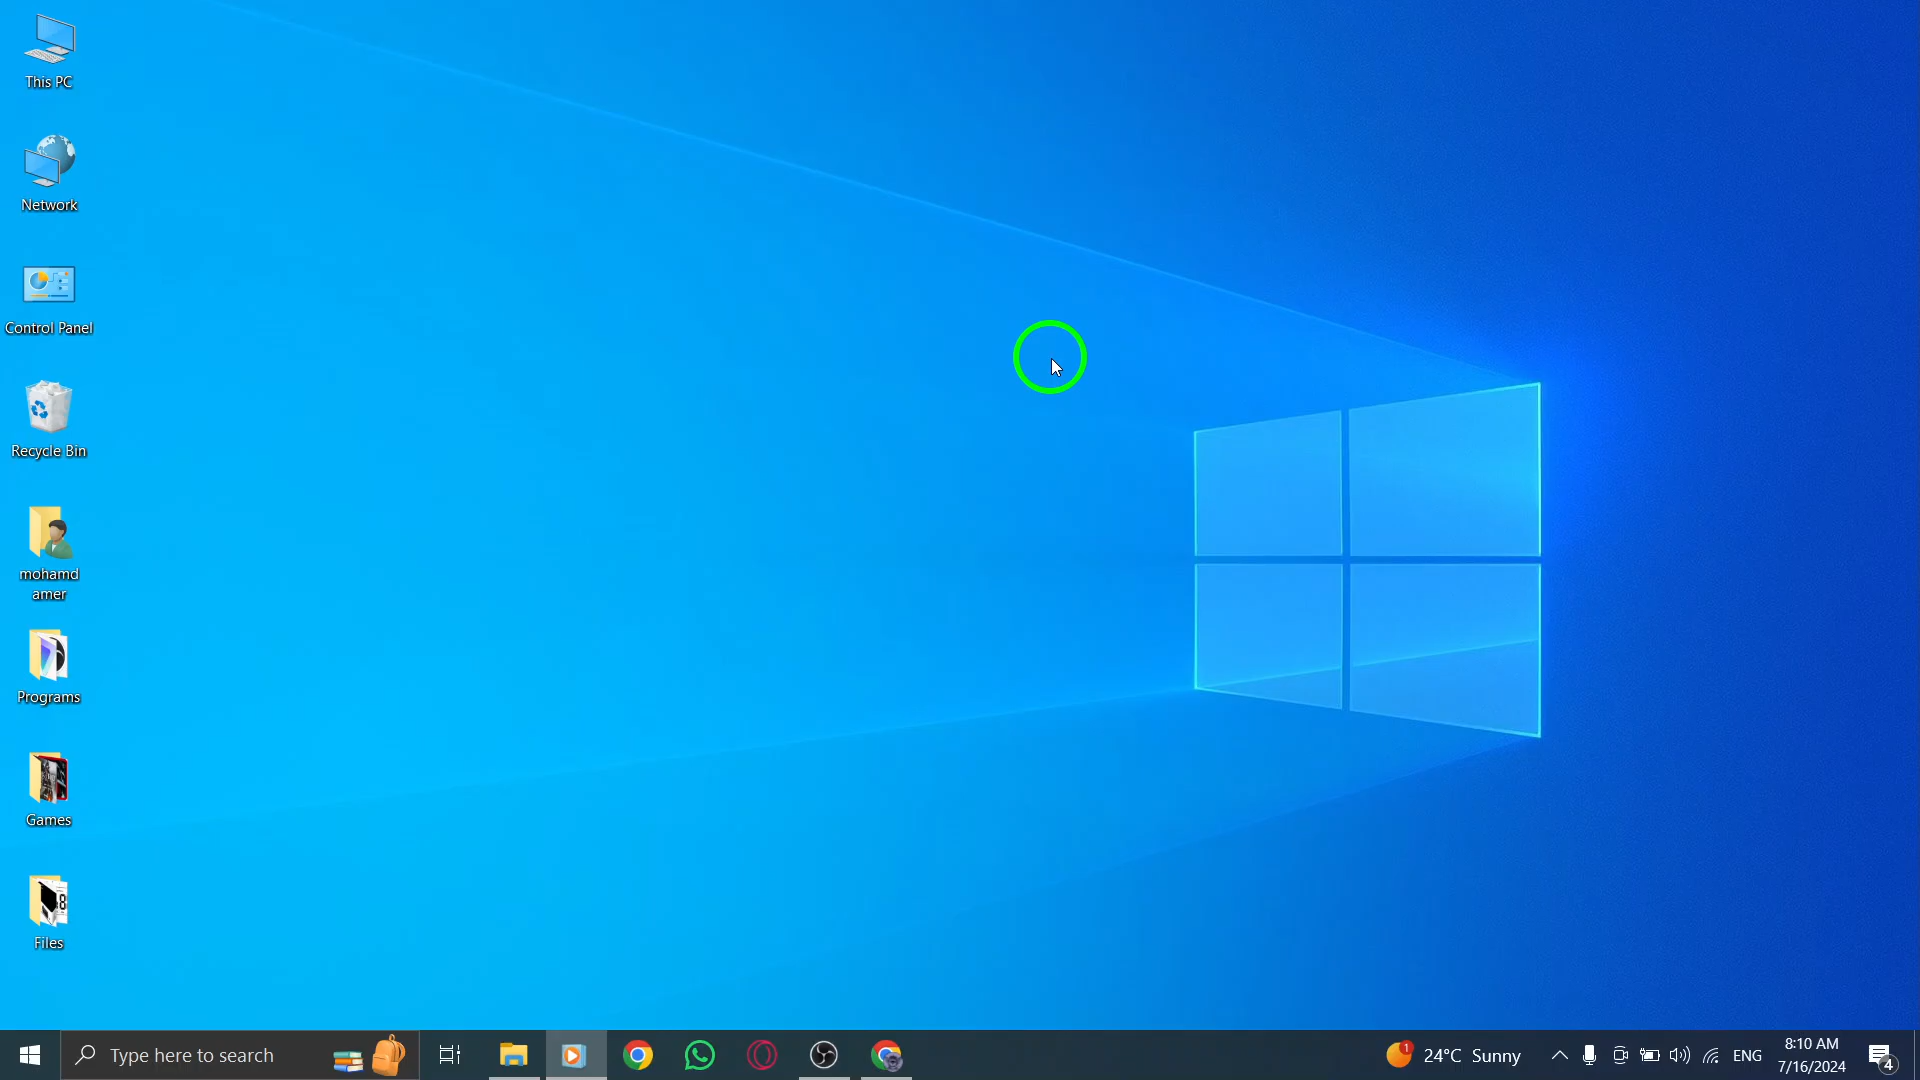 This PC
Network
Control Panel
Recycle Bin
mohamd
amer
Programs
Games
Files
Type here to search
1
24°C Sunny
ENG
8:10 AM
7/16/2024
4